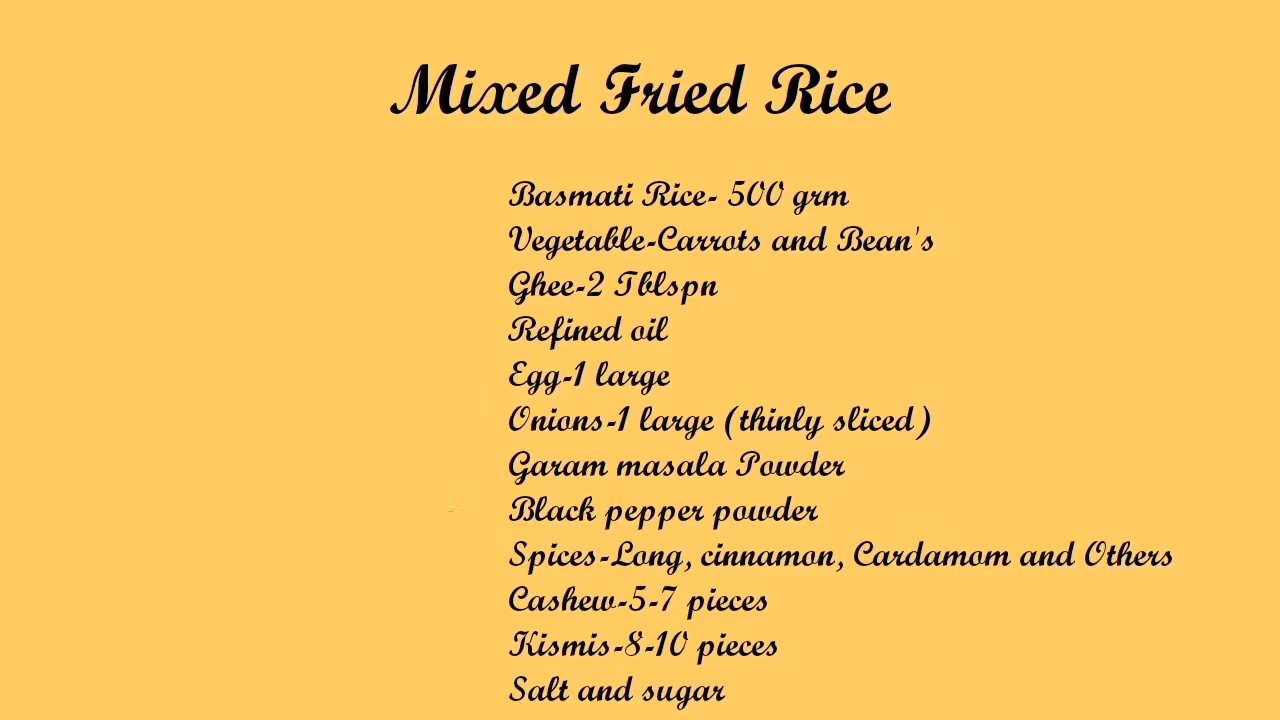 Mixed Fried Rice
Basmati Rice- 500 grm
Vegetable-Carrots and Bean's
Ghee-2 Tblspn
Refined oil
Egg-1 large
Onions-1 large (thinly sliced)
Garam masala Powder
Black pepper powder
Spices-Long, cinnamon, Cardamom and Others
Cashew-5-7 pieces
Kismis-8-10 pieces
Salt and sugar